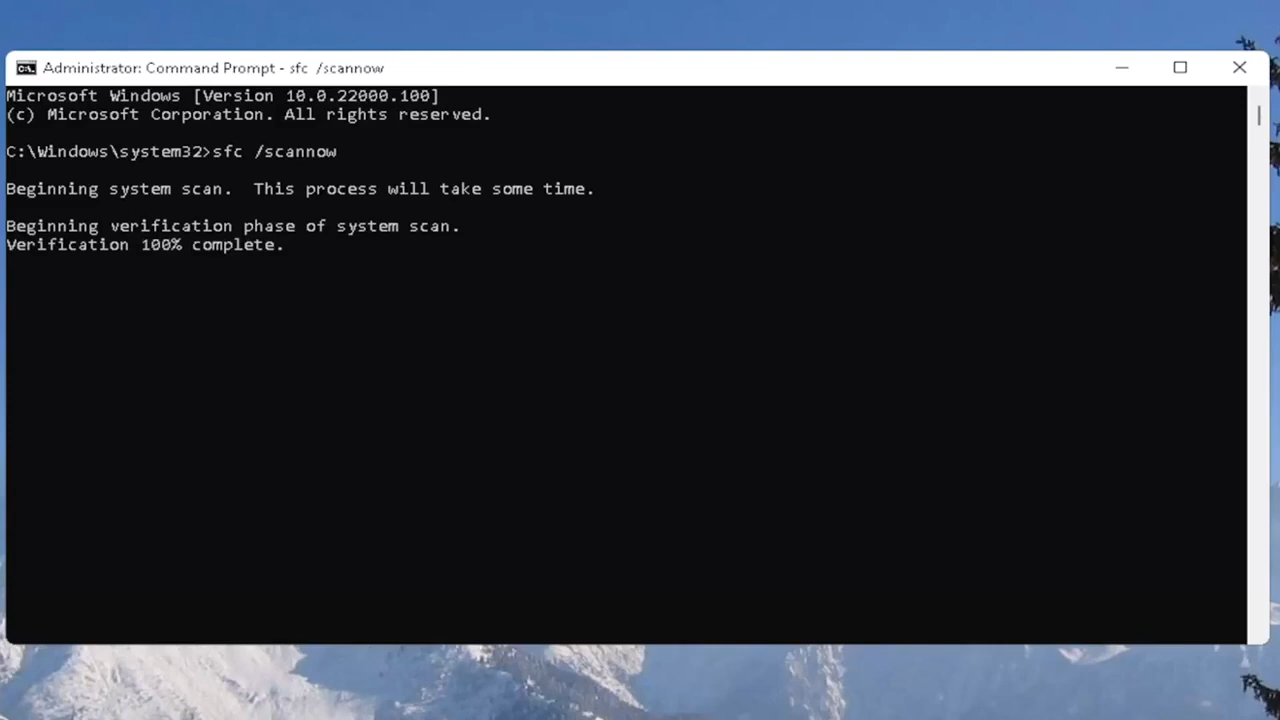 Administrator: Command Prompt - sfc  /scannow
Microsoft Windows [Version 10.0.22000.100]
(c) Microsoft Corporation. All rights reserved.
C:\Windows\system32>sfc /scannow
Beginning system scan.  This process will take some time.
Beginning verification phase of system scan.
Verification 100% complete.